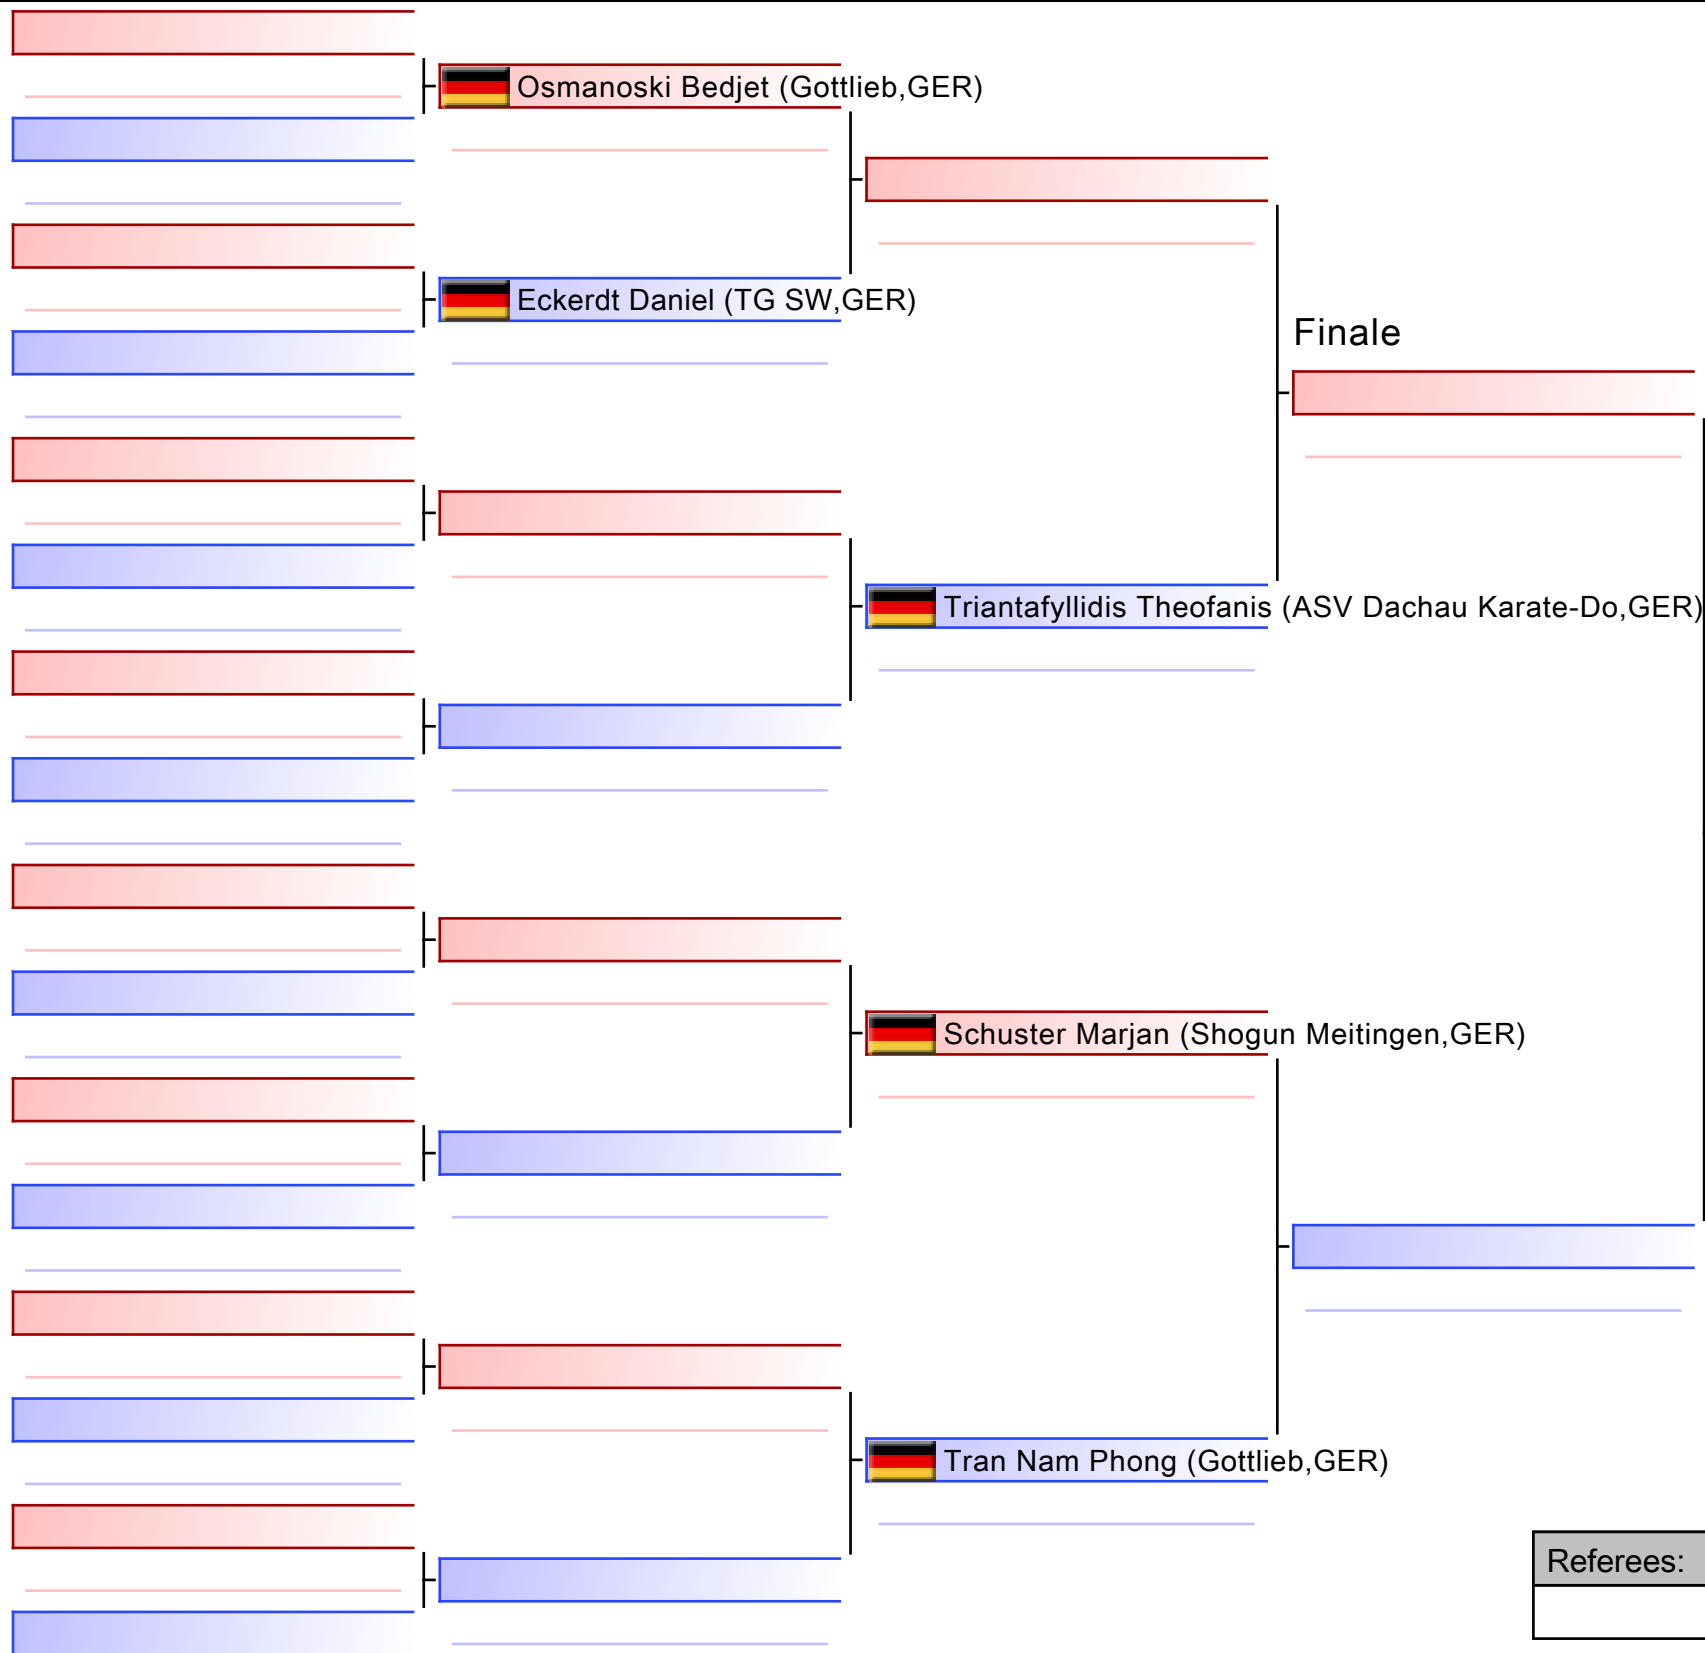 Osmanoski Bedjet (Gottlieb,GER)
Eckerdt Daniel (TG SW,GER)
Finale
Triantafyllidis Theofanis (ASV Dachau Karate-Do,GER)
Schuster Marjan (Shogun Meitingen,GER)
Tran Nam Phong (Gottlieb,GER)
Referees: